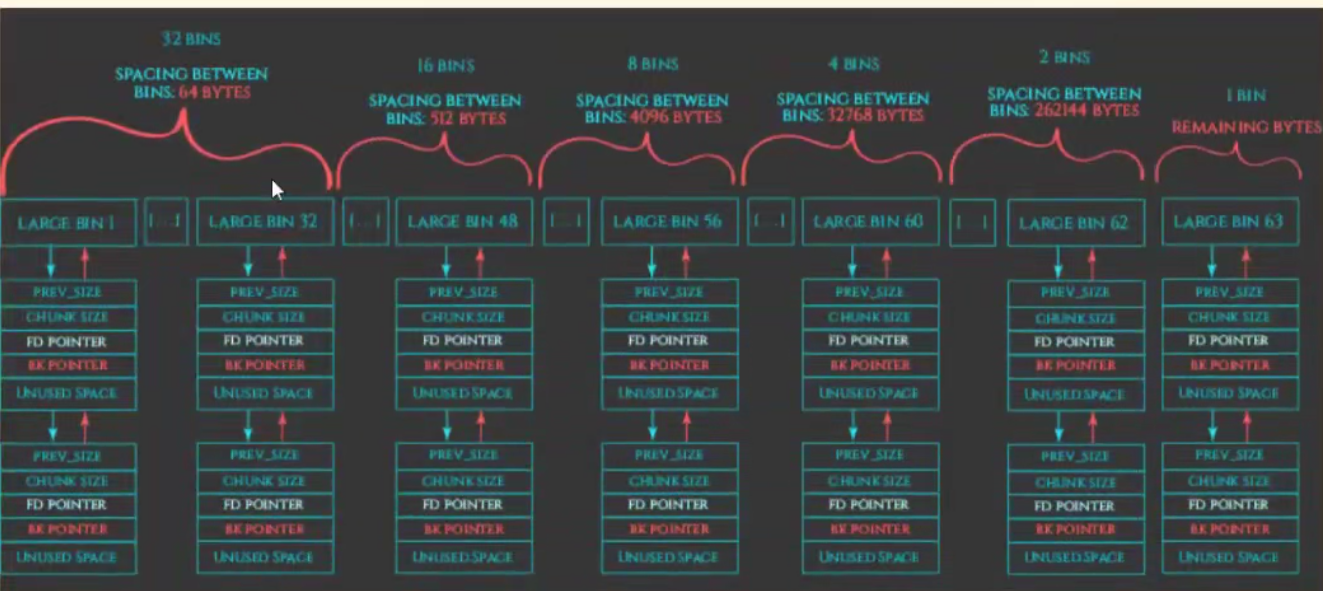 32 BINS
SPACING BETWEEN
BINS: 64 BYTES
16 BINS
SPACING BETWEEN
BINS: 512 BYTES
8 BINS
SPACING BETWEEN
BINS: 4096 BYTES
4 BINS
SPACING BETWEEN
BINS: 32768 BYTES
2 BINS
SPACING BETWEEN
BINS: 262144 BYTES
1 BIN
REMAINING BYTES
LARGE BIN 1 [...] LARGE BIN 32 [...] LARGE BIN 48 [...] LARGE BIN 56 [...] LARGE BIN 60 [...] LARGE BIN 62 LARGE BIN 63
PREV_SIZE PREV_SIZE PREV_SIZE PREV_SIZE PREV_SIZE PREV_SIZE PREV_SIZE
CHUNK SIZE CHUNK SIZE CHUNK SIZE CHUNK SIZE CHUNK SIZE CHUNK SIZE CHUNK SIZE
FD POINTER FD POINTER FD POINTER FD POINTER FD POINTER FD POINTER FD POINTER
BK POINTER BK POINTER BK POINTER BK POINTER BK POINTER BK POINTER BK POINTER
UNUSED SPACE UNUSED SPACE UNUSED SPACE UNUSED SPACE UNUSED SPACE UNUSED SPACE UNUSED SPACE
PREV_SIZE PREV_SIZE PREV_SIZE PREV_SIZE PREV_SIZE PREV_SIZE PREV_SIZE
CHUNK SIZE CHUNK SIZE CHUNK SIZE CHUNK SIZE CHUNK SIZE CHUNK SIZE CHUNK SIZE
FD POINTER FD POINTER FD POINTER FD POINTER FD POINTER FD POINTER FD POINTER
BK POINTER BK POINTER BK POINTER BK POINTER BK POINTER BK POINTER BK POINTER
UNUSED SPACE UNUSED SPACE UNUSED SPACE UNUSED SPACE UNUSED SPACE UNUSED SPACE UNUSED SPACE